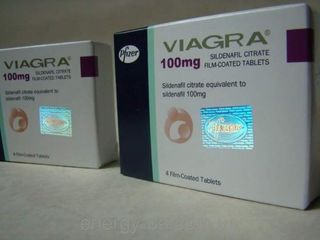 VIAGRA®
100mg
SILDENAFIL CITRATE
FILM-COATED TABLETS
Sildenafil citrate equivalent
to sildenafil 100mg
4 Film-Coated Tablets
Pfizer
VIAGRA®
100mg
SILDENAFIL CITRATE
FILM-COATED TABLETS
Sildenafil citrate equivalent to
sildenafil 100mg
Pfizer
4 Film-Coated Tablets